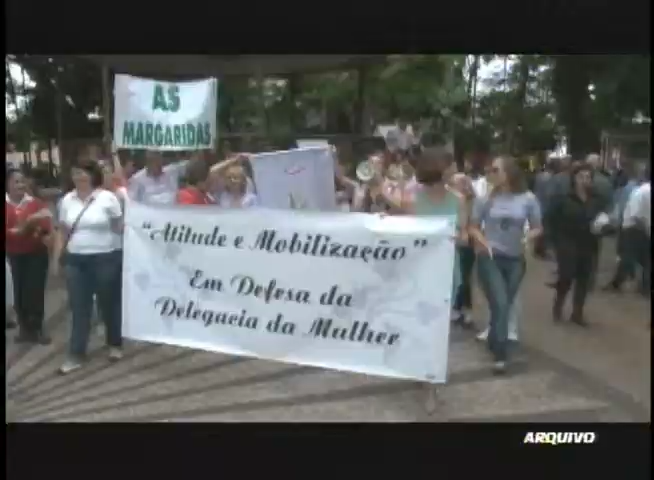 AS
MARGARIDAS
"Atitude e Mobilização"
Em Defesa da
Delegacia da Mulher
ARQUIVO